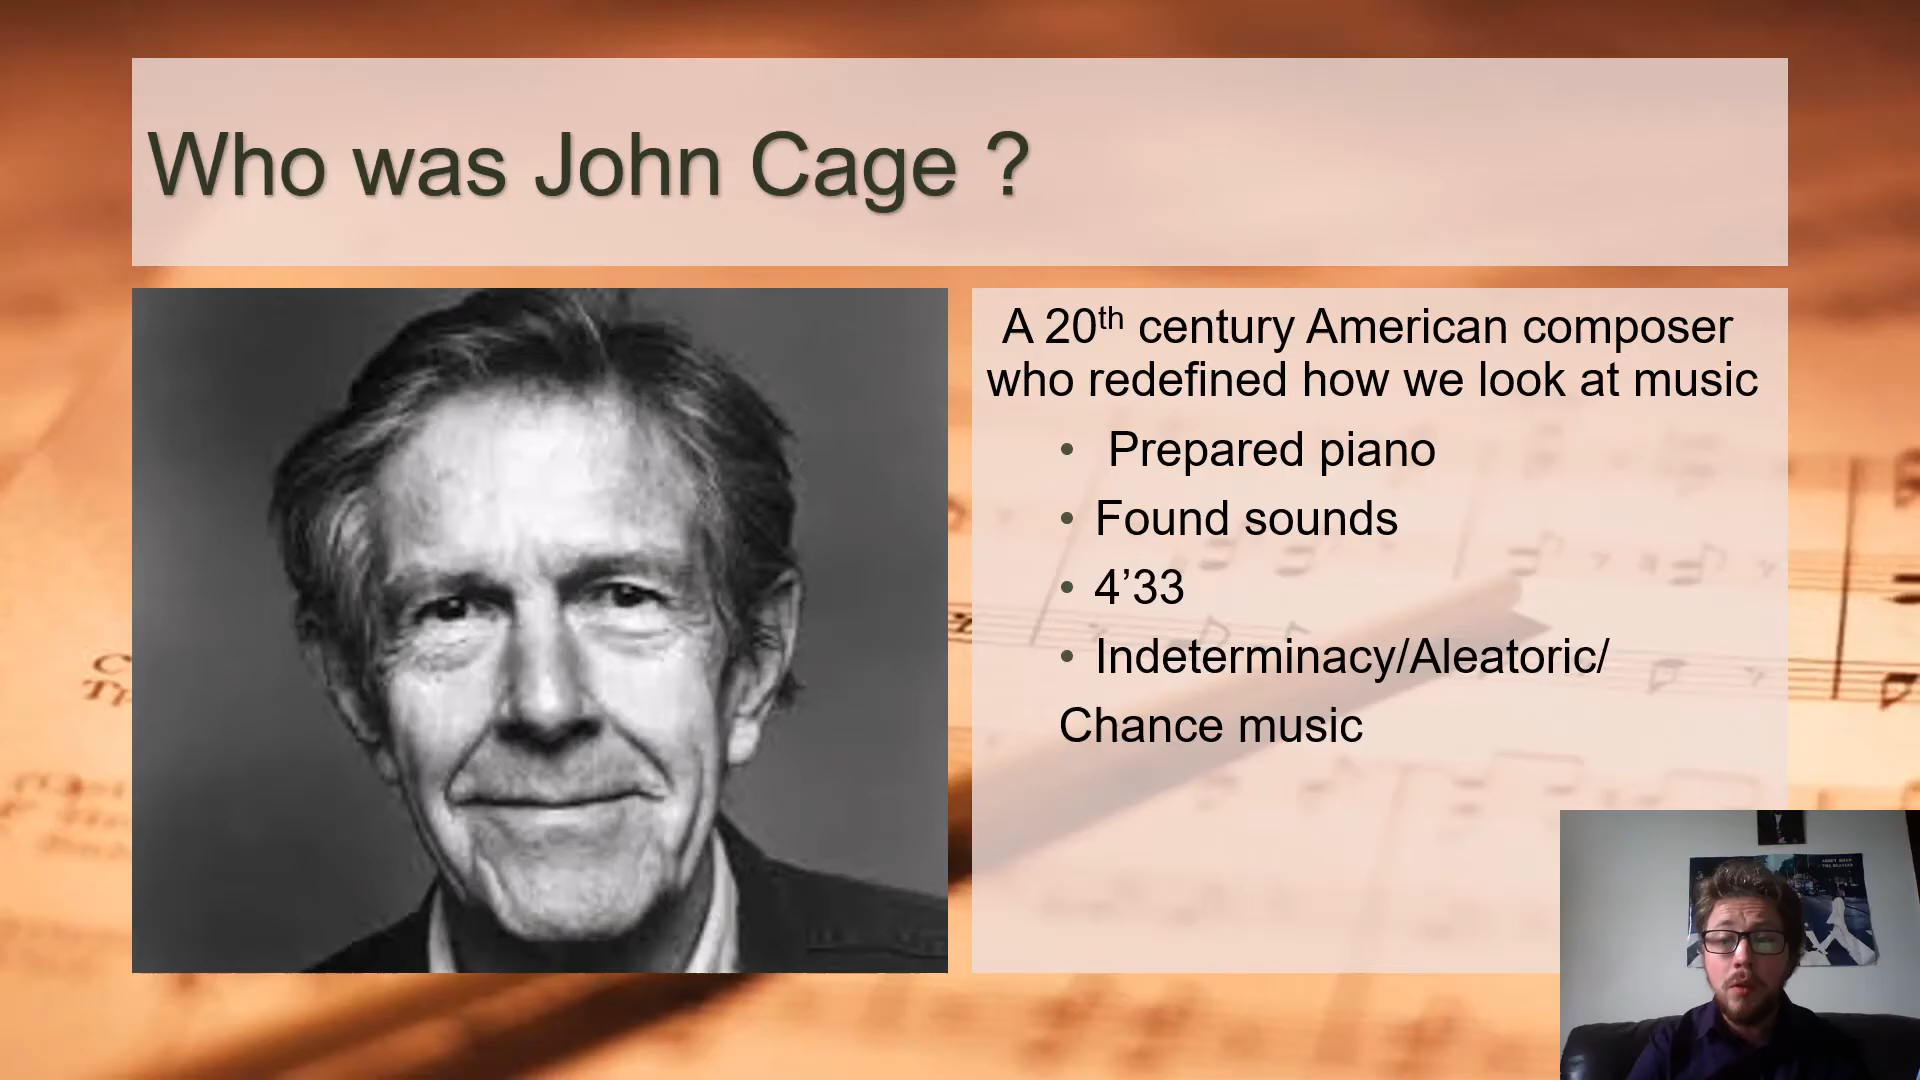 Who was John Cage ?
A 20th century American composer
who redefined how we look at music
• Prepared piano
• Found sounds
• 4’33
• Indeterminacy/Aleatoric/
Chance music